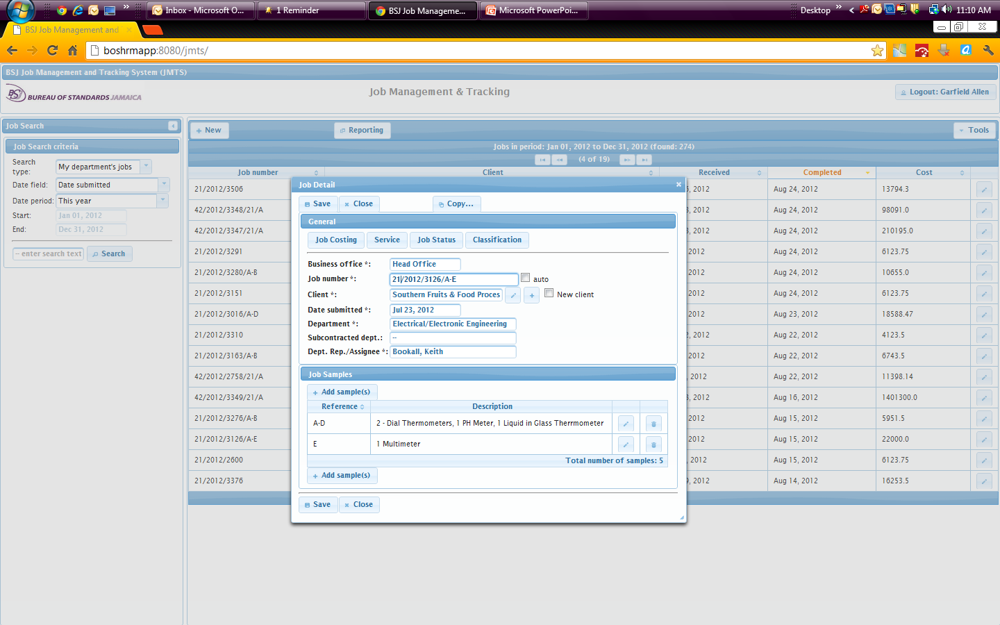 Inbox - Microsoft O...
1 Reminder
BSJ Job Manageme...
Microsoft PowerPoi...
Desktop
11:10 AM
BSJ Job Management and
boshrmapp:8080/jmts/
BSJ Job Management and Tracking System (JMTS)
BSJ BUREAU OF STANDARDS JAMAICA
Job Management & Tracking
Logout: Garfield Allen
Job Search
Job Search criteria
Search type: My department's jobs
Date field: Date submitted
Date period: This year
Start: Jan 01, 2012
End: Dec 31, 2012
-- enter search text Search
New Reporting Tools
Jobs in period: Jan 01, 2012 to Dec 31, 2012 (found: 274)
(4 of 19)
Job number Client Received Completed Cost
21/2012/3506 , 2012 Aug 24, 2012 13794.3
42/2012/3348/21/A , 2012 Aug 24, 2012 98091.0
42/2012/3347/21/A , 2012 Aug 24, 2012 210195.0
21/2012/3291 2012 Aug 24, 2012 6123.75
21/2012/3280/A-B 2012 Aug 24, 2012 10655.0
21/2012/3151 2012 Aug 24, 2012 6123.75
21/2012/3016/A-D , 2012 Aug 23, 2012 18588.47
21/2012/3310 , 2012 Aug 22, 2012 4123.5
21/2012/3163/A-B 2012 Aug 22, 2012 6743.5
42/2012/2758/21/A , 2012 Aug 22, 2012 11398.14
42/2012/3349/21/A , 2012 Aug 16, 2012 1401300.0
21/2012/3276/A-B 2012 Aug 15, 2012 5951.5
21/2012/3126/A-E 2012 Aug 15, 2012 22000.0
21/2012/2600 , 2012 Aug 15, 2012 6123.75
21/2012/3376 , 2012 Aug 14, 2012 16253.5
Job Detail
Save Close Copy...
General
Job Costing Service Job Status Classification
Business office *: Head Office
Job number *: 21/2012/3126/A-E auto
Client *: Southern Fruits & Food Proces New client
Date submitted *: Jul 23, 2012
Department *: Electrical/Electronic Engineering
Subcontracted dept.: --
Dept. Rep./Assignee *: Bookall, Keith
Job Samples
Add sample(s)
Reference Description
A-D 2 - Dial Thermometers, 1 PH Meter, 1 Liquid in Glass Therrmometer
E 1 Multimeter
Total number of samples: 5
Add sample(s)
Save Close